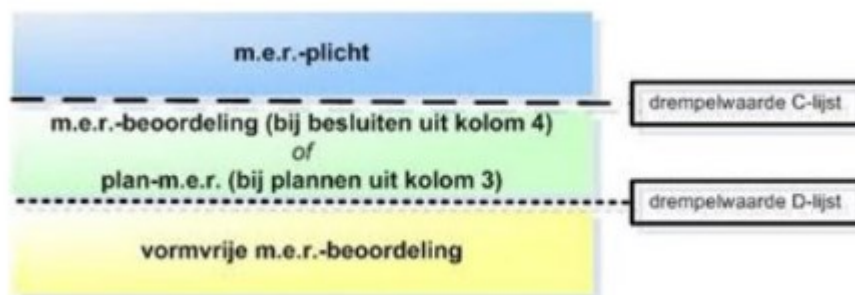 m.e.r.-plicht
drempelwaarde C-lijst
m.e.r.-beoordeling (bij besluiten uit kolom 4)
of
plan-m.e.r. (bij plannen uit kolom 3)
drempelwaarde D-lijst
vormvrije m.e.r.-beoordeling